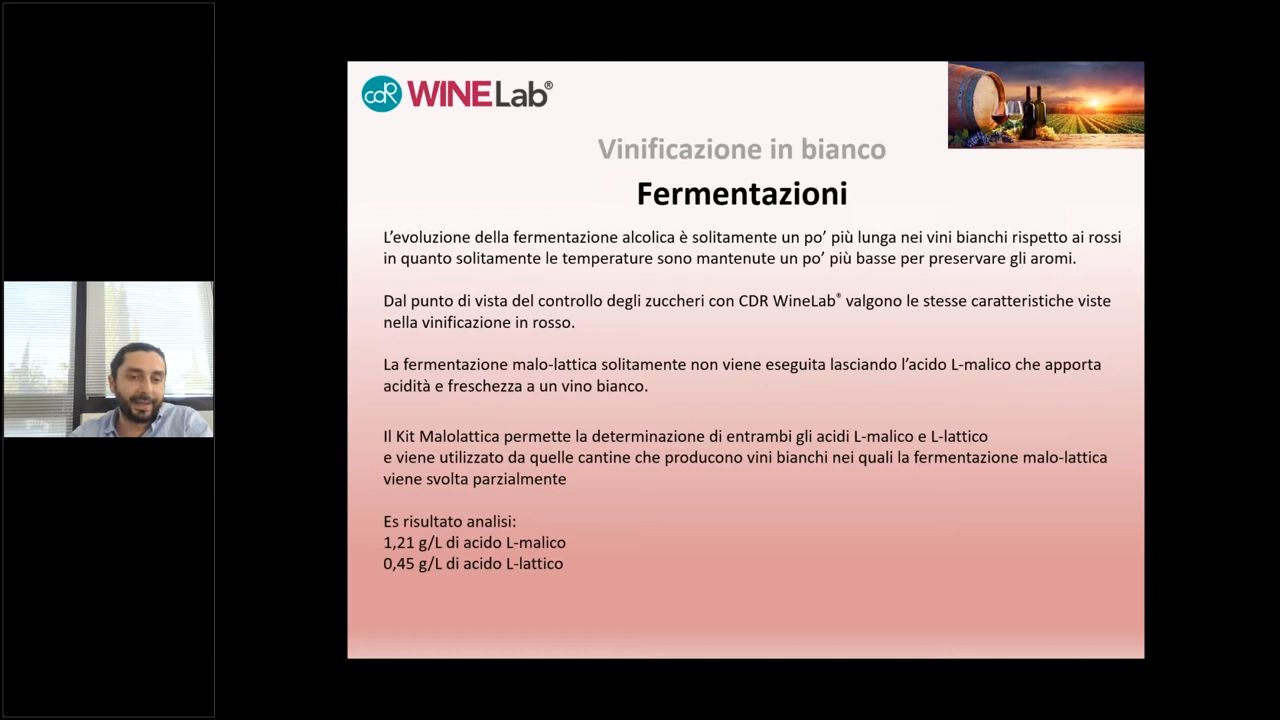 cdR WINELab®
Vinificazione in bianco
Fermentazioni
L’evoluzione della fermentazione alcolica è solitamente un po’ più lunga nei vini bianchi rispetto ai rossi
in quanto solitamente le temperature sono mantenute un po’ più basse per preservare gli aromi.
Dal punto di vista del controllo degli zuccheri con CDR WineLab® valgono le stesse caratteristiche viste
nella vinificazione in rosso.
La fermentazione malo-lattica solitamente non viene eseguita lasciando l’acido L-malico che apporta
acidità e freschezza a un vino bianco.
Il Kit Malolattica permette la determinazione di entrambi gli acidi L-malico e L-lattico
e viene utilizzato da quelle cantine che producono vini bianchi nei quali la fermentazione malo-lattica
viene svolta parzialmente
Es risultato analisi:
1,21 g/L di acido L-malico
0,45 g/L di acido L-lattico